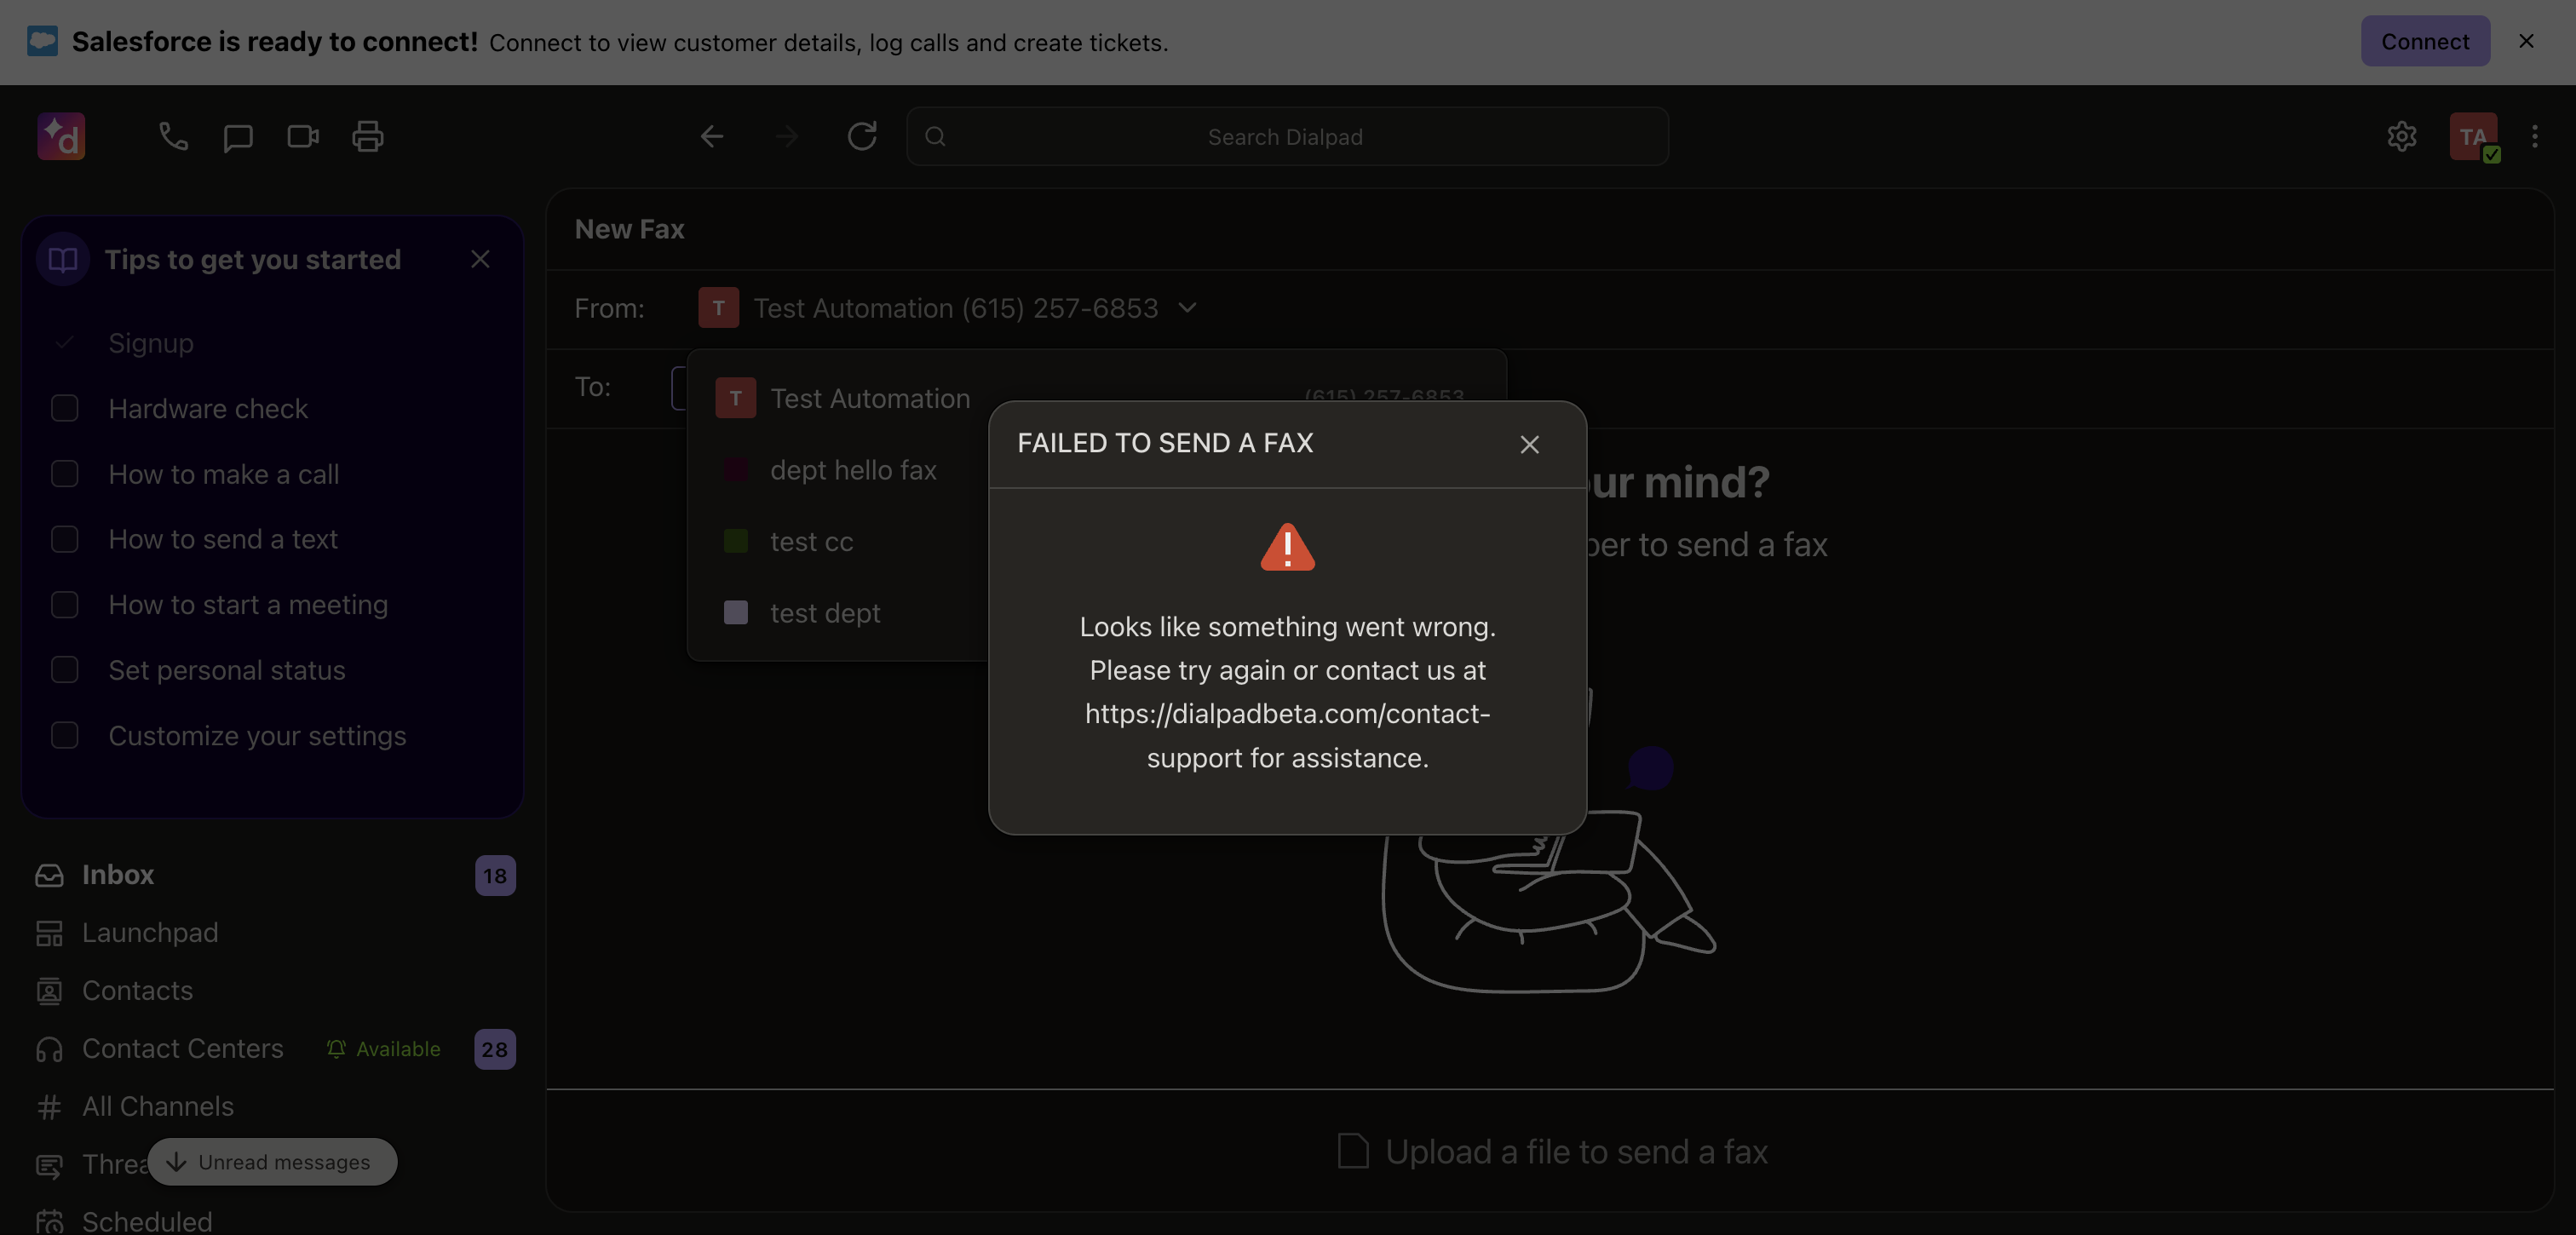 Salesforce is ready to connect! Connect to view customer details, log calls and create tickets.
Connect
d
Search Dialpad
TA
Tips to get you started
Signup
Hardware check
How to make a call
How to send a text
How to start a meeting
Set personal status
Customize your settings
Inbox 18
Launchpad
Contacts
Contact Centers Available 28
All Channels
Unread messages
Scheduled
New Fax
From: T Test Automation (615) 257-6853
To:
T Test Automation (615) 257-6853
dept hello fax
test cc
test dept
FAILED TO SEND A FAX
Looks like something went wrong.
Please try again or contact us at
https://dialpadbeta.com/contact-
support for assistance.
mind?
to send a fax
Upload a file to send a fax